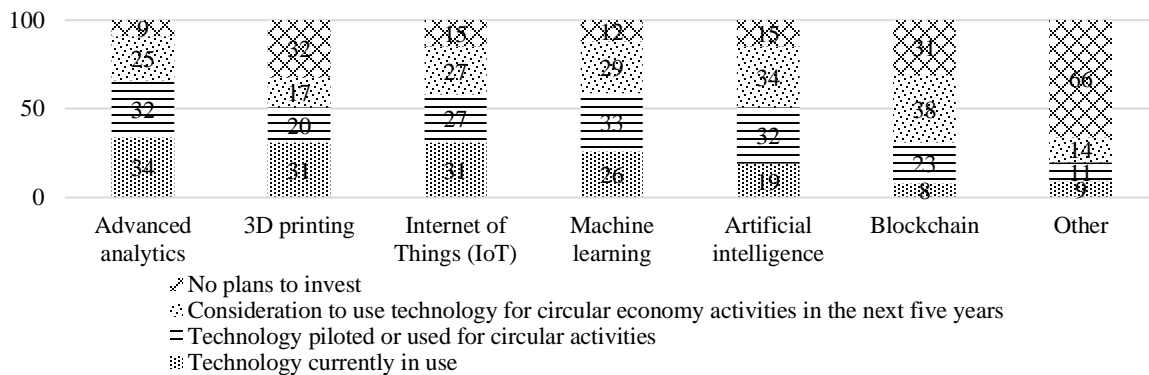 100
9 32 15 12 15 31 66
25 17 27 29 34 38 14
50
32 20 27 33 32 23 11
34 31 31 26 19 8 9
0
Advanced 3D printing Internet of Machine Artificial Blockchain Other
analytics Things (IoT) learning intelligence
No plans to invest
Consideration to use technology for circular economy activities in the next five years
Technology piloted or used for circular activities
Technology currently in use